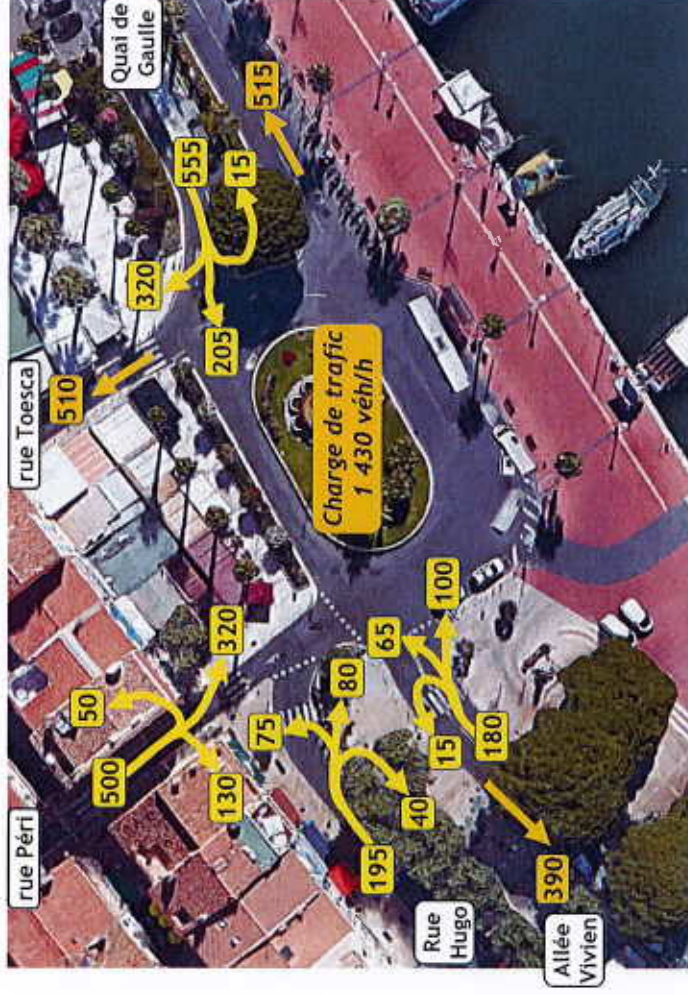 Quai de
Gaulle
rue Toesca
rue Péri
510
320
555
15
205
515
50
320
500
130
Charge de trafic
1 430 véh/h
75
80
195
40
65
100
15
180
390
Rue
Hugo
Allée
Vivien